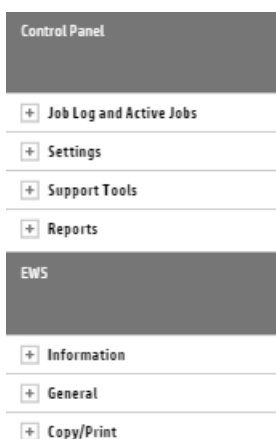 Control Panel
Job Log and Active Jobs
Settings
Support Tools
Reports
EWS
Information
General
Copy/Print